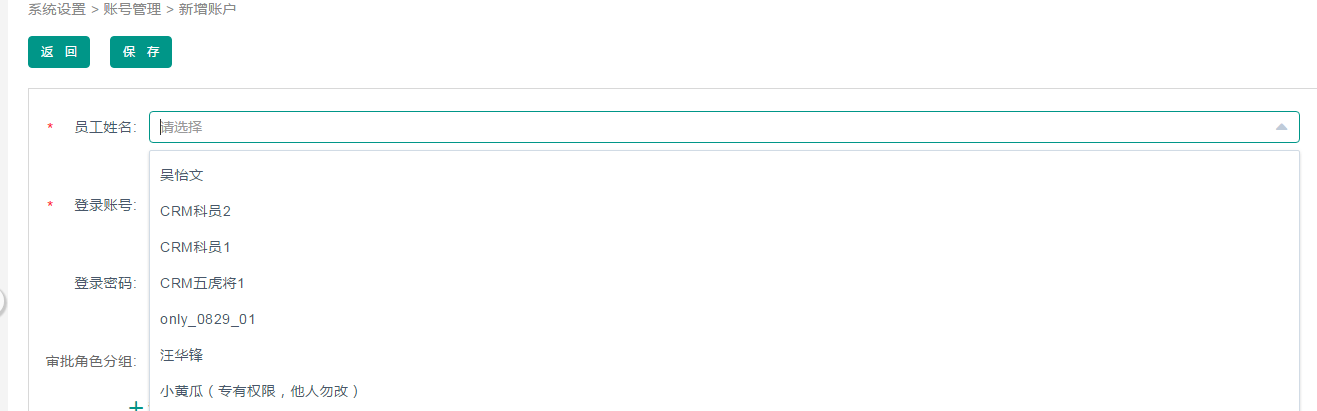 系统设置 > 账号管理 > 新增账户
返 回 保 存
* 员工姓名: 请选择
吴怡文
* 登录账号:
CRM科员2
CRM科员1
登录密码:
CRM五虎将1
only_0829_01
审批角色分组:
汪华锋
小黄瓜（专有权限，他人勿改）